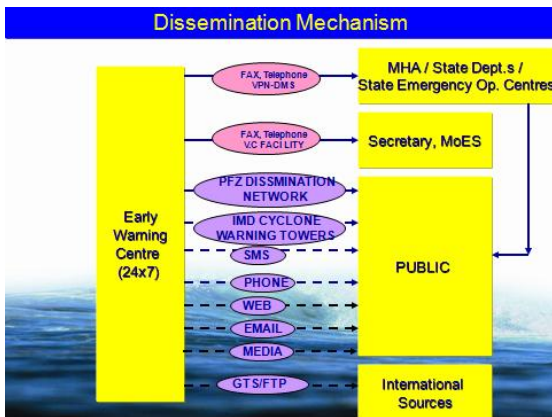 Dissemination Mechanism
Early
Warning
Centre
(24x7)
FAX, Telephone
VPN-DMS
MHA / State Dept.s /
State Emergency Op. Centres
FAX, Telephone
V.C FACILITY
Secretary, MoES
PFZ DISSMINATION
NETWORK
IMD CYCLONE
WARNING TOWERS
SMS
PHONE
WEB
EMAIL
MEDIA
PUBLIC
GTS/FTP
International
Sources